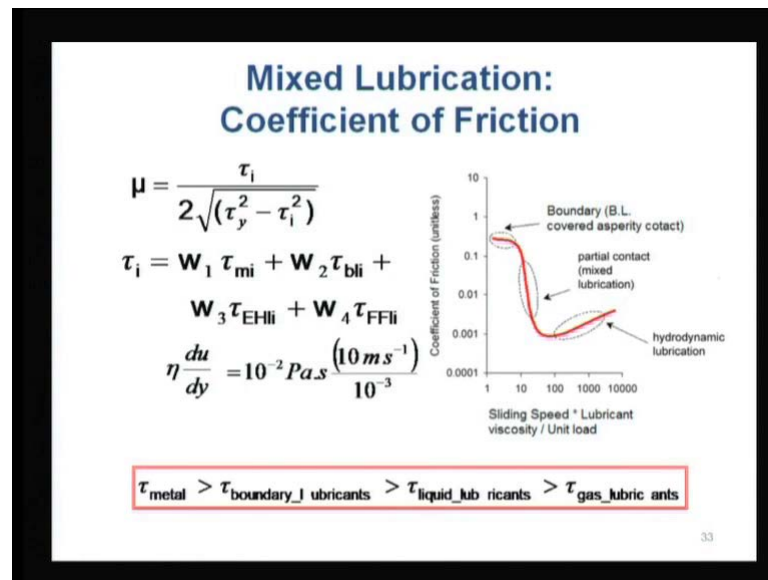 Mixed Lubrication:
Coefficient of Friction
μ = τi / 2√(τy² − τi²)
τi = W1 τmi + W2 τbli +
W3 τEHli + W4 τFFli
η du/dy = 10⁻² Pa.s (10 ms⁻¹) / 10⁻³
Coefficient of Friction (unitless)
10
1
0.1
0.01
0.001
0.0001
Boundary (B.L.
covered asperity cotact)
partial contact
(mixed
lubrication)
hydrodynamic
lubrication
1 10 100 1000 10000
Sliding Speed * Lubricant
viscosity / Unit load
τmetal > τboundary_l ubricants > τliquid_lub ricants > τgas_lubric ants
33